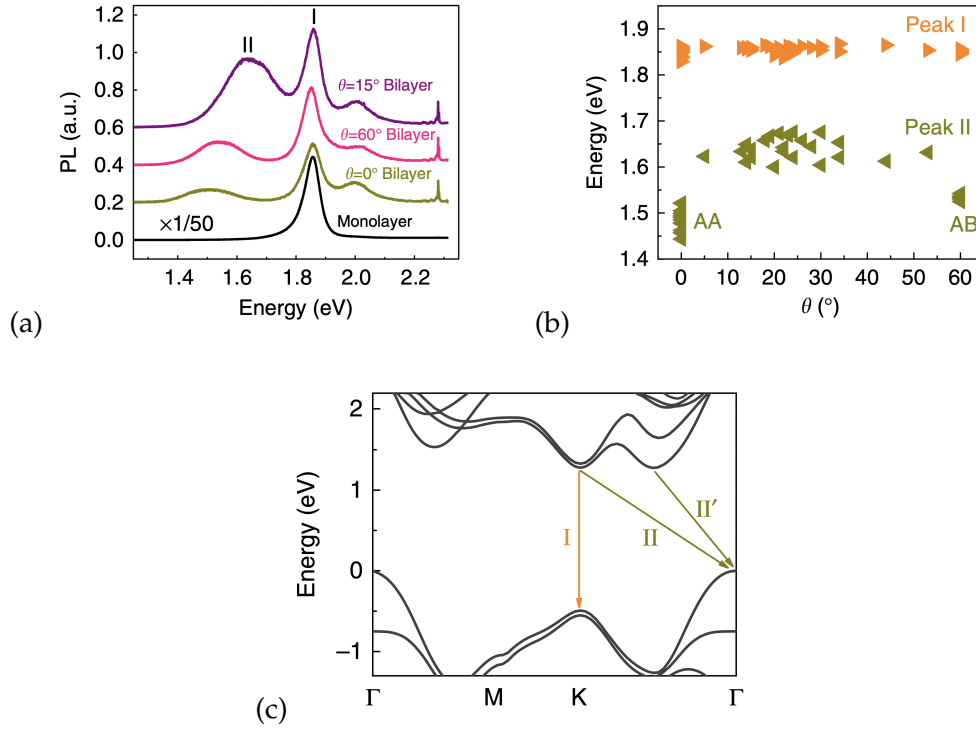 1.2
1.0
0.8
0.6
0.4
0.2
0.0
PL (a.u.)
II
I
θ=15° Bilayer
θ=60° Bilayer
θ=0° Bilayer
Monolayer
×1/50
1.4 1.6 1.8 2.0 2.2
Energy (eV)
(a)
1.9
1.8
1.7
1.6
1.5
1.4
Energy (eV)
Peak I
Peak II
AA
AB
0 10 20 30 40 50 60
θ (°)
(b)
2
1
0
−1
Energy (eV)
I
II
II′
Γ M K Γ
(c)